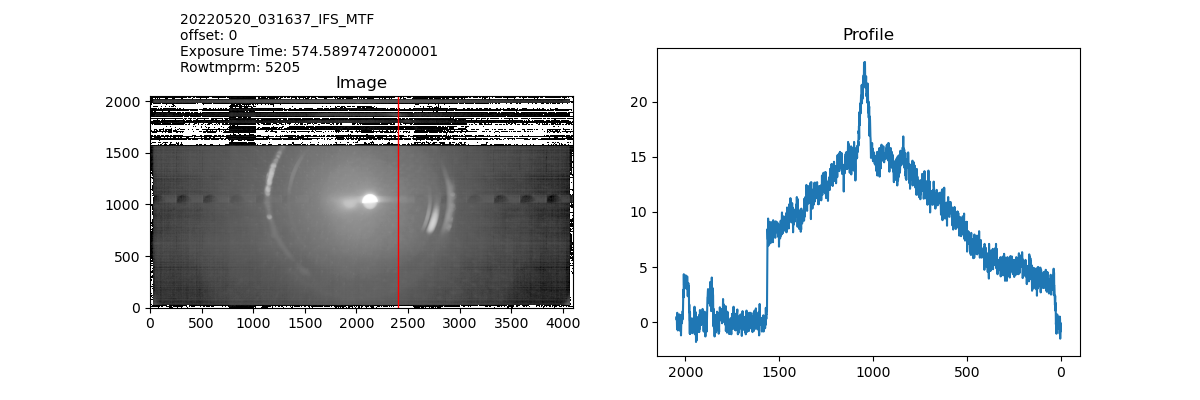 20220520_031637_IFS_MTF
offset: 0
Exposure Time: 574.5897472000001
Rowtmprm: 5205
Image
2000
1500
1000
500
0
0 500 1000 1500 2000 2500 3000 3500 4000
Profile
20
15
10
5
0
2000 1500 1000 500 0